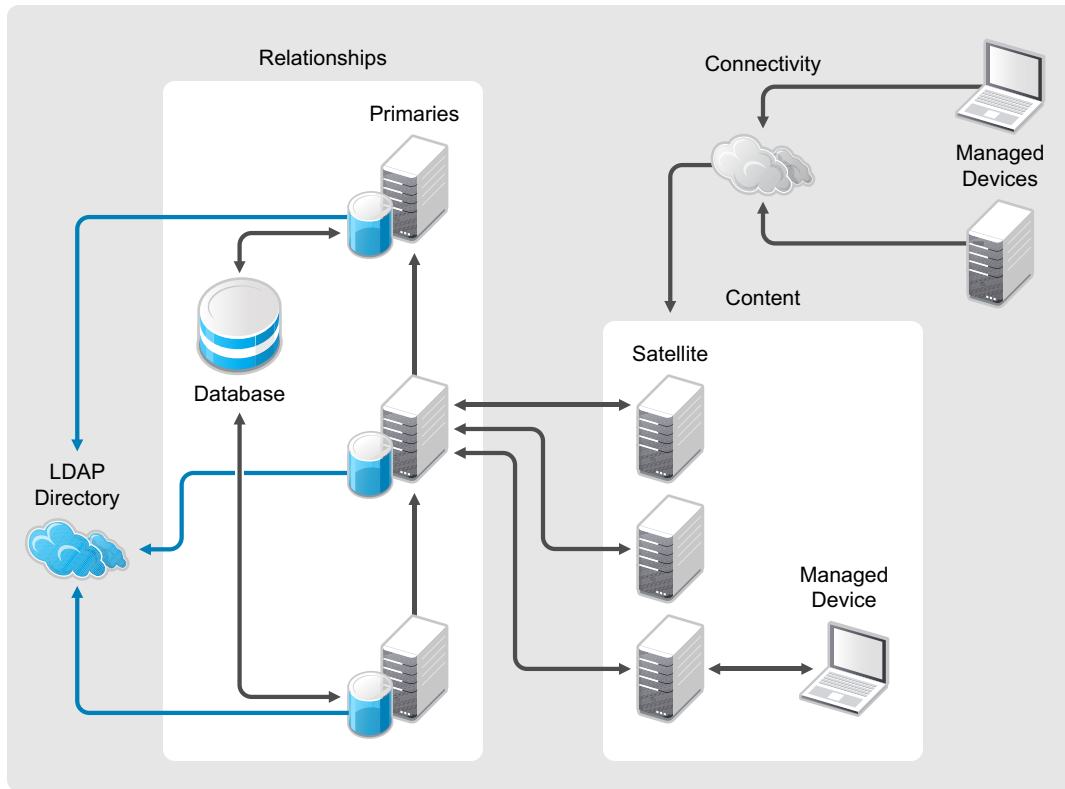 Relationships
Primaries
Database
LDAP
Directory
Connectivity
Managed
Devices
Content
Satellite
Managed
Device